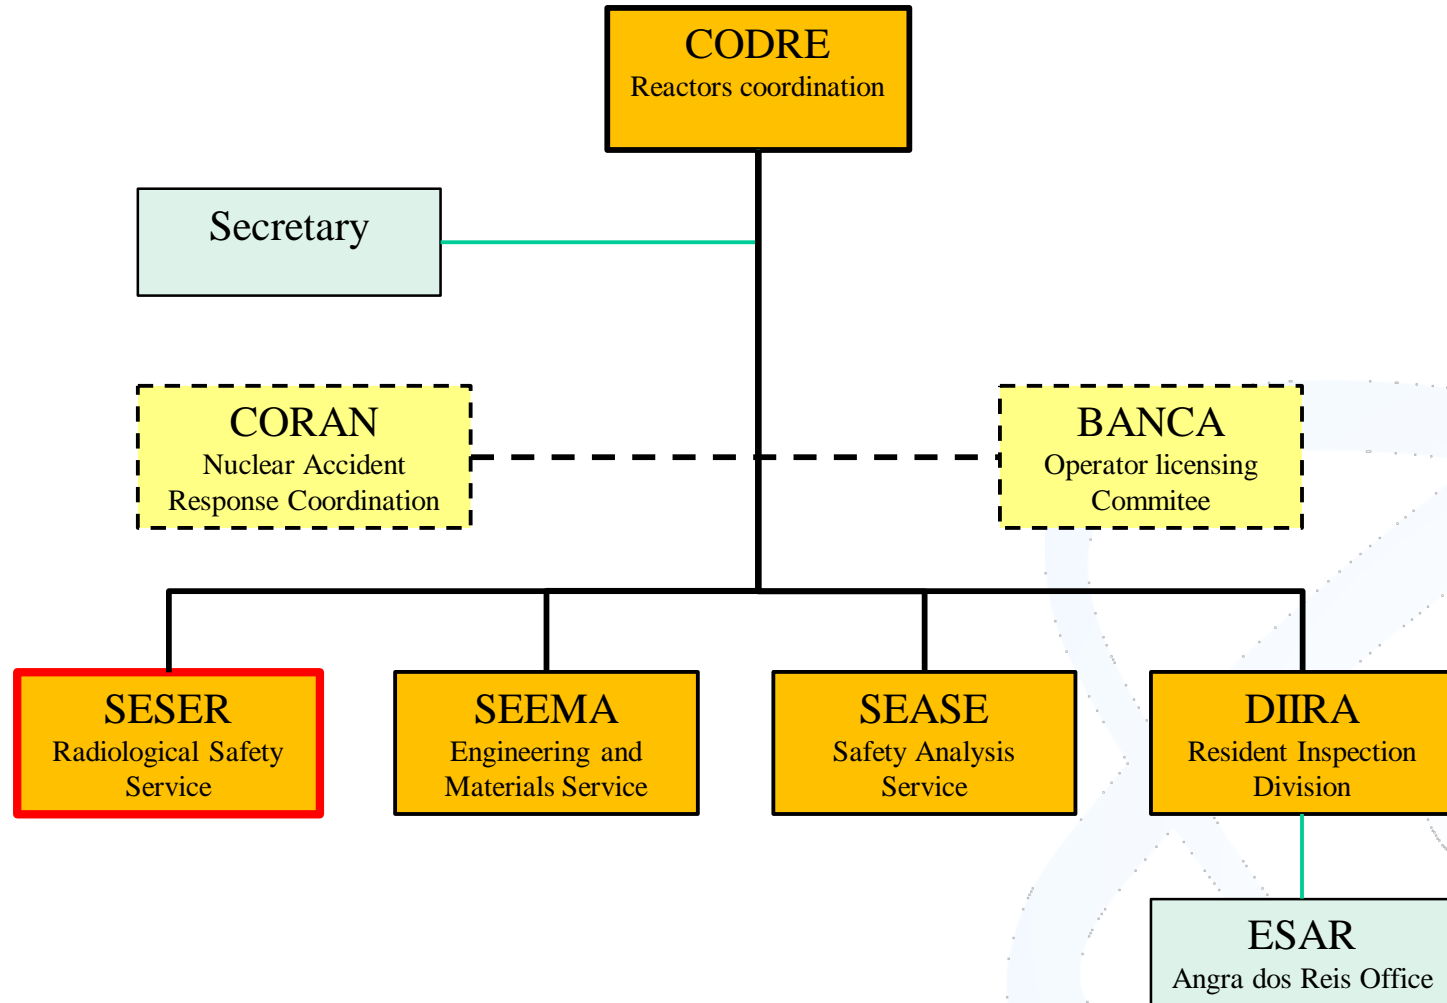 CODRE
Reactors coordination
Secretary
CORAN
Nuclear Accident
Response Coordination
BANCA
Operator licensing
Commitee
SESER
Radiological Safety
Service
SEEMA
Engineering and
Materials Service
SEASE
Safety Analysis
Service
DIIRA
Resident Inspection
Division
ESAR
Angra dos Reis Office